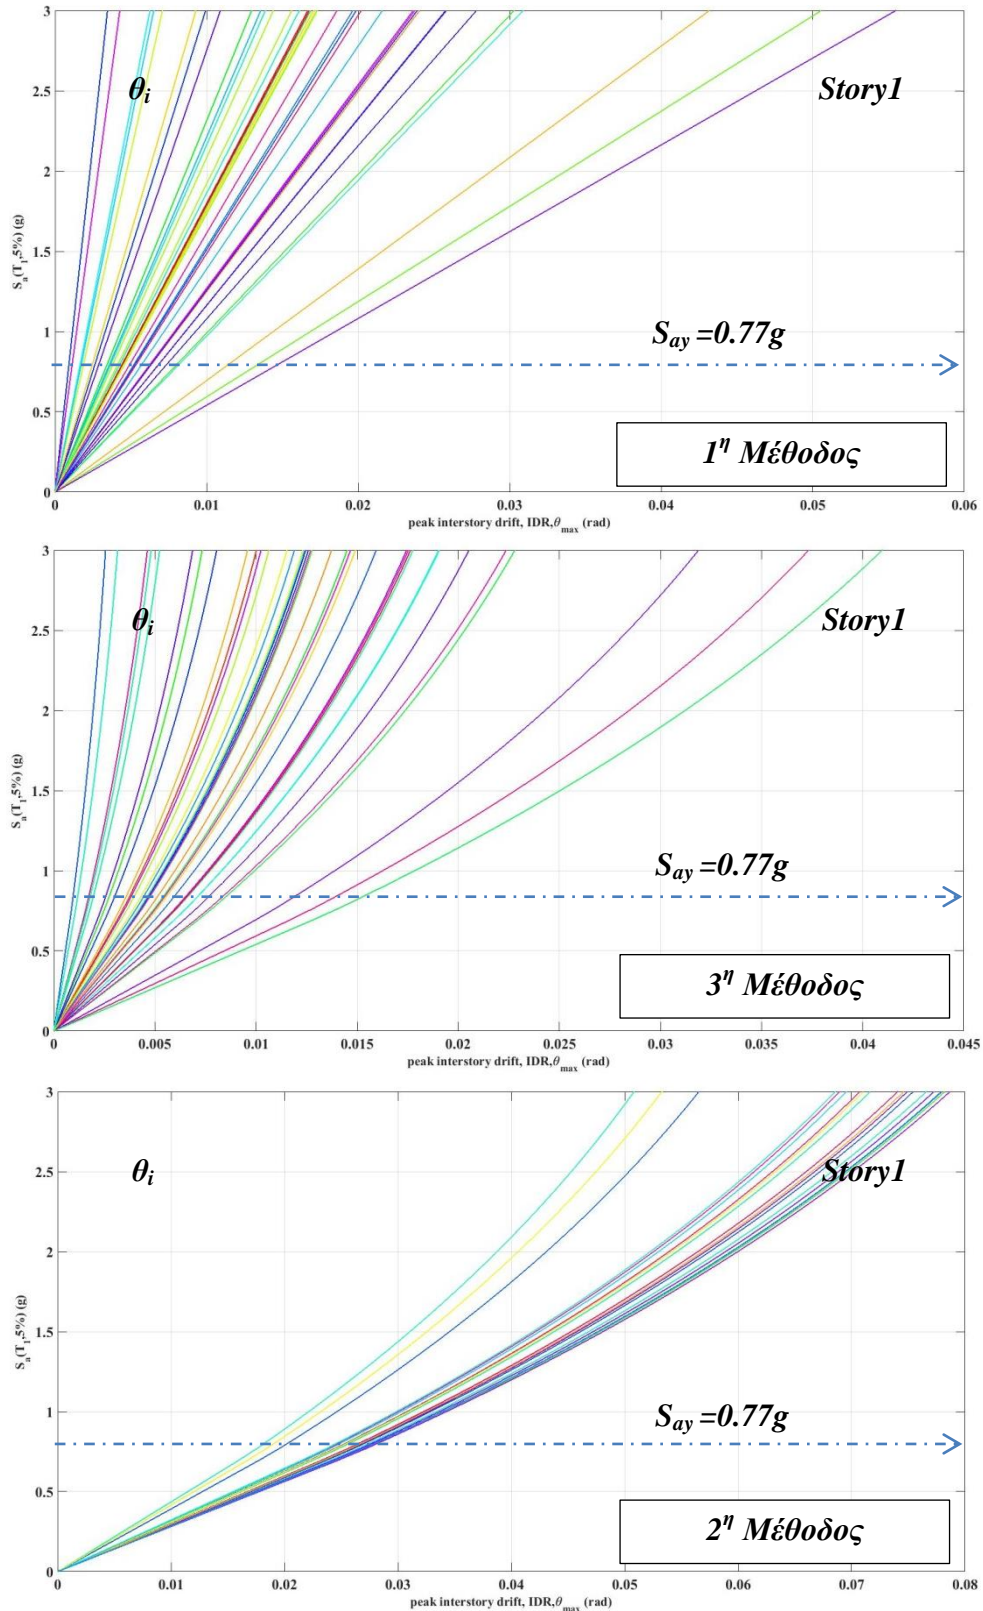 3
θi
Story1
2.5
2
1.5
Sa(T1,5%) (g)
Say =0.77g
1
0.5
1η Μέθοδος
0
0 0.01 0.02 0.03 0.04 0.05 0.06
peak interstory drift, IDR,θmax (rad)
3
θi
Story1
2.5
2
1.5
Sa(T1,5%) (g)
Say =0.77g
1
0.5
3η Μέθοδος
0
0 0.005 0.01 0.015 0.02 0.025 0.03 0.035 0.04 0.045
peak interstory drift, IDR,θmax (rad)
3
θi
Story1
2.5
2
1.5
Sa(T1,5%) (g)
Say =0.77g
1
0.5
2η Μέθοδος
0
0 0.01 0.02 0.03 0.04 0.05 0.06 0.07 0.08
peak interstory drift, IDR,θmax (rad)